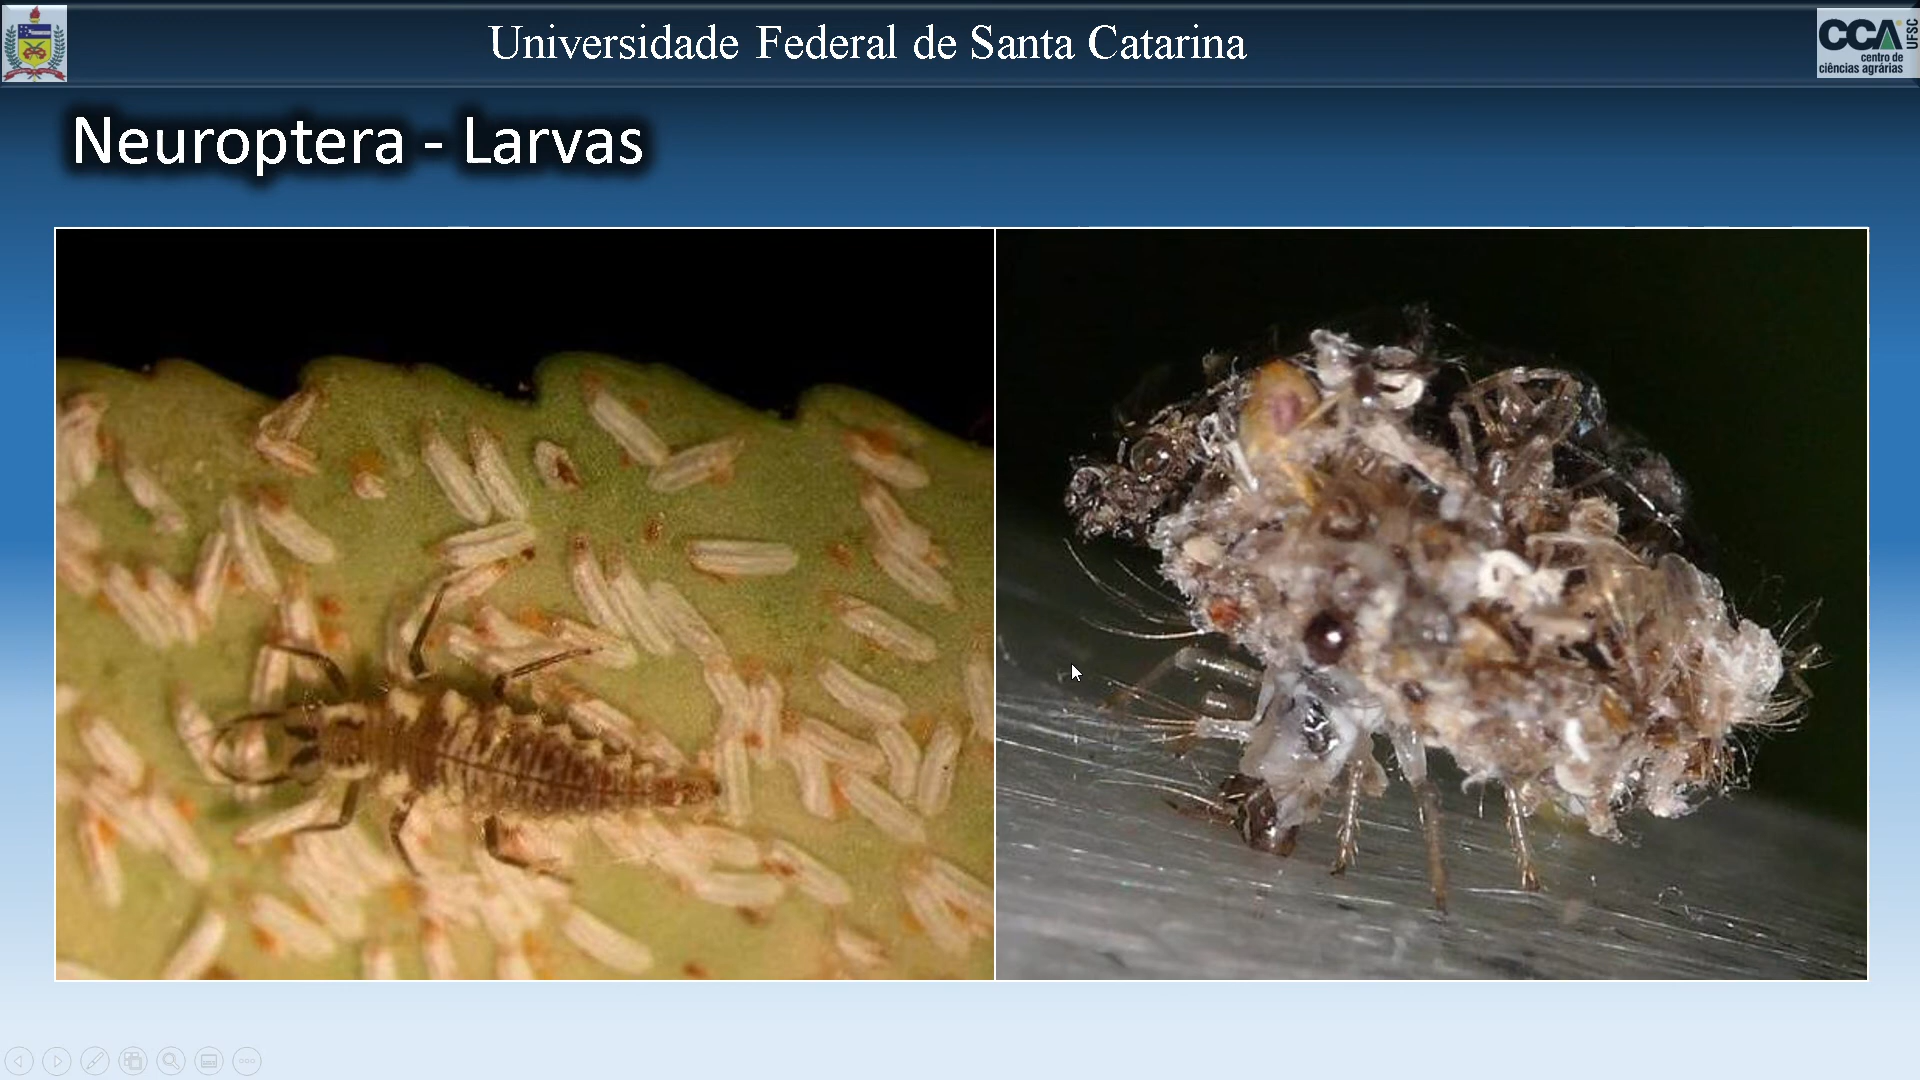 Universidade Federal de Santa Catarina
CCA
UFSC
centro de
ciências agrárias
Neuroptera - Larvas